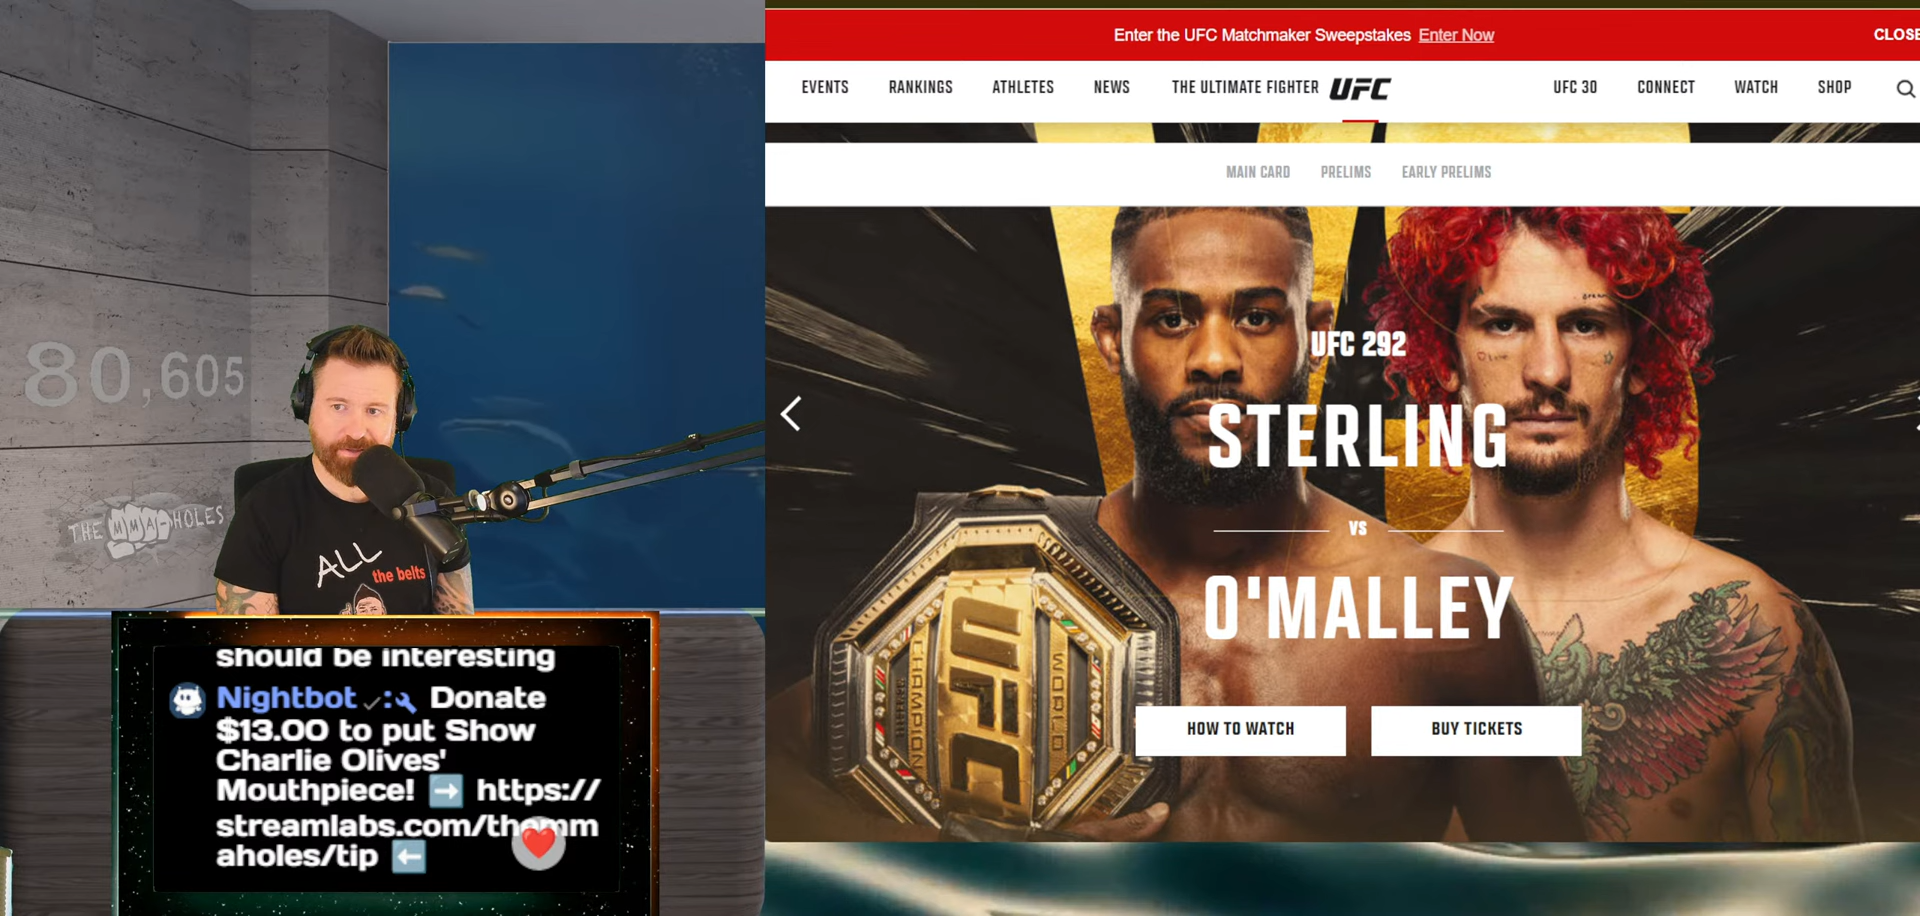 80,605
THE MMA-HOLES
ALL
the belts
should be interesting
Nightbot ✓: Donate
$13.00 to put Show
Charlie Olives'
Mouthpiece! ➡️ https://
streamlabs.com/themm
aholes/tip ⬅️
Enter the UFC Matchmaker Sweepstakes Enter Now
CLOSE
EVENTS RANKINGS ATHLETES NEWS THE ULTIMATE FIGHTER UFC UFC 30 CONNECT WATCH SHOP
MAIN CARD PRELIMS EARLY PRELIMS
UFC 292
STERLING
VS
O'MALLEY
HOW TO WATCH BUY TICKETS
CHAMPION
UFC
WORLD